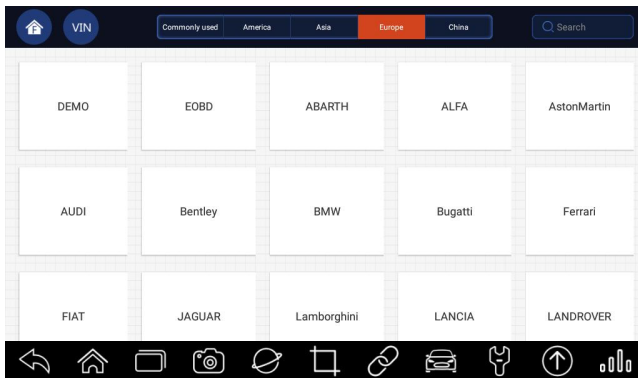 VIN Commonly used America Asia Europe China Search
DEMO EOBD ABARTH ALFA AstonMartin
AUDI Bentley BMW Bugatti Ferrari
FIAT JAGUAR Lamborghini LANCIA LANDROVER